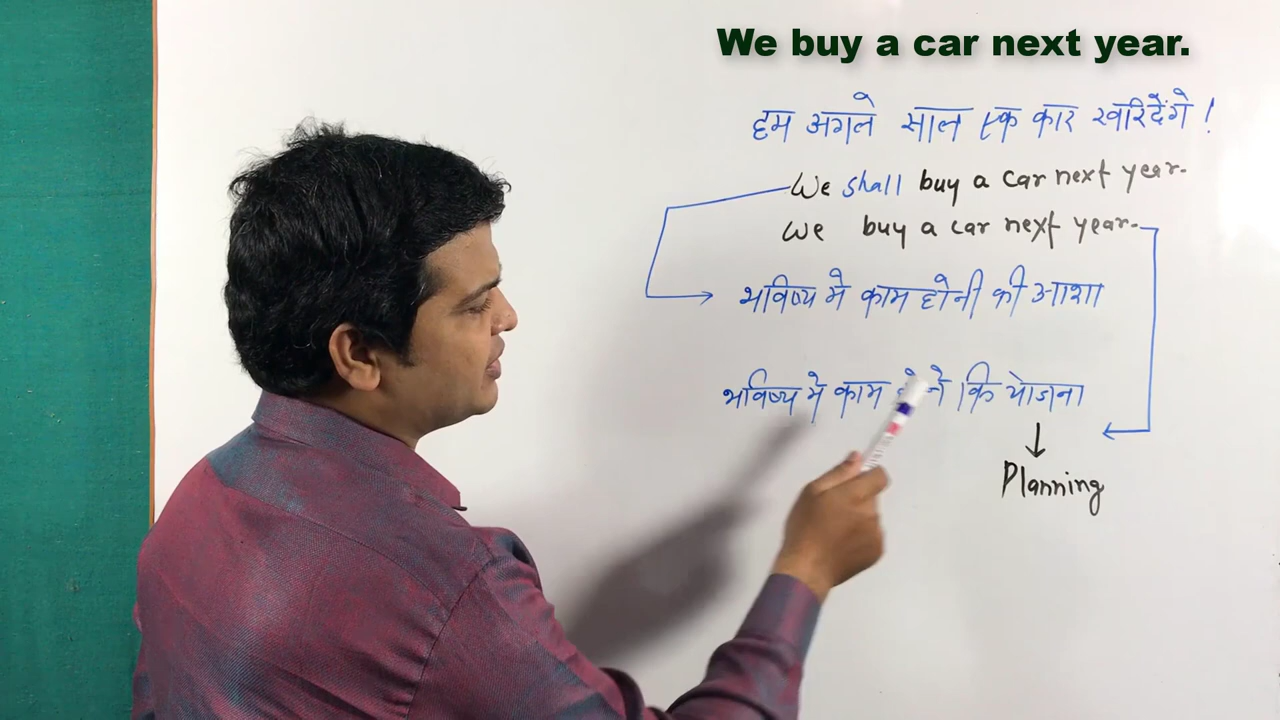 We buy a car next year.
हम अगले साल एक कार खरिदेंगे !
We shall buy a car next year.
We buy a car next year.
भविष्य मे काम होनी की आशा
भविष्य मे काम होने कि योजना
Planning